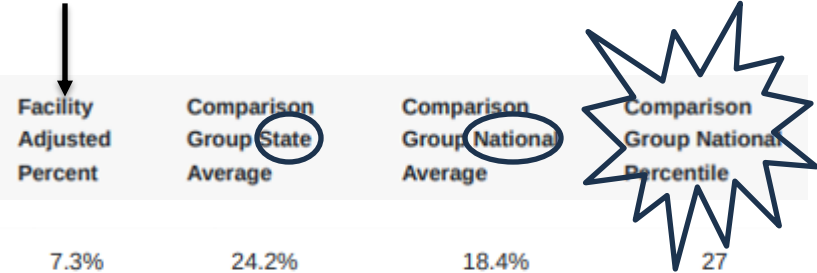 Facility Adjusted Percent
Comparison Group State Average
Comparison Group National Average
Comparison Group National Percentile
7.3% 24.2% 18.4% 27